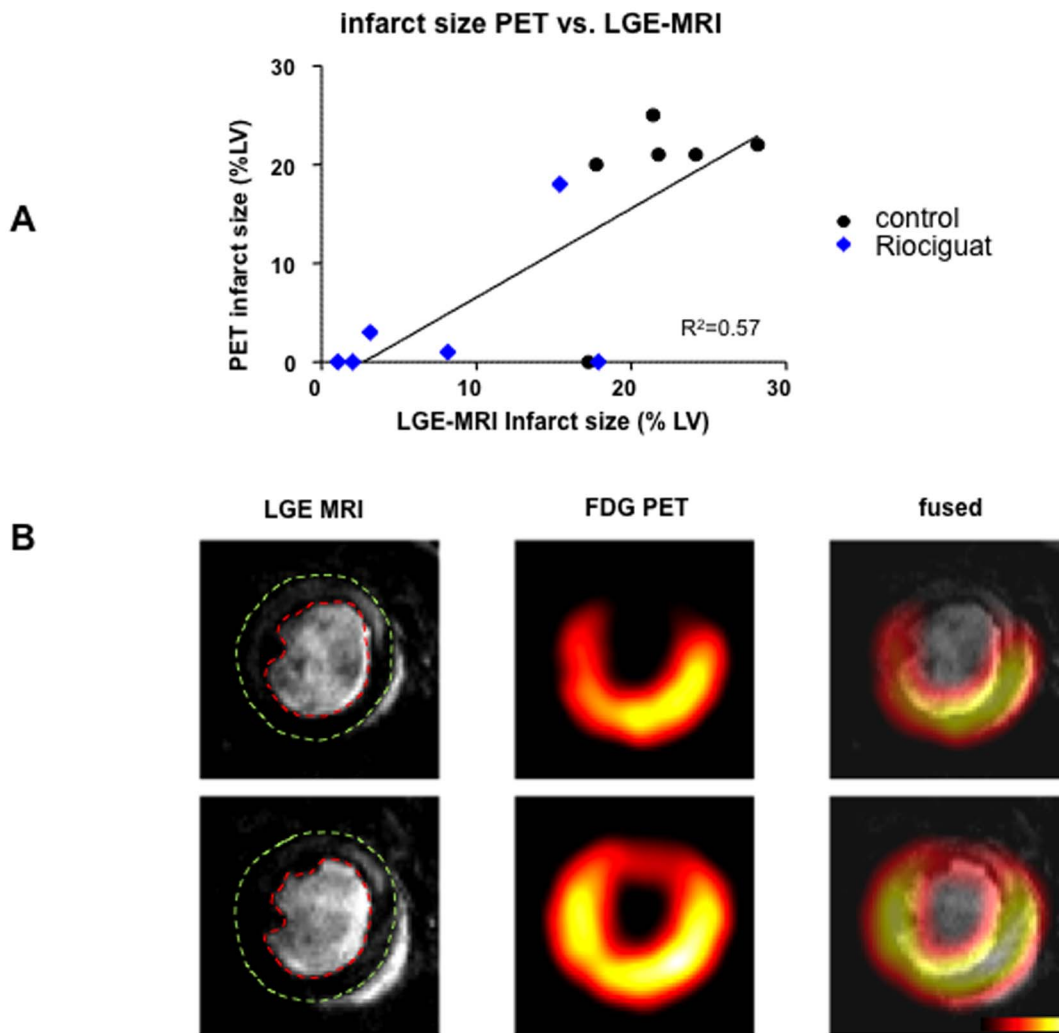 infarct size PET vs. LGE-MRI
A
PET infarct size (%LV)
30
20
10
0
0 10 20 30
LGE-MRI Infarct size (% LV)
R²=0.57
control
Riociguat
B
LGE MRI FDG PET fused